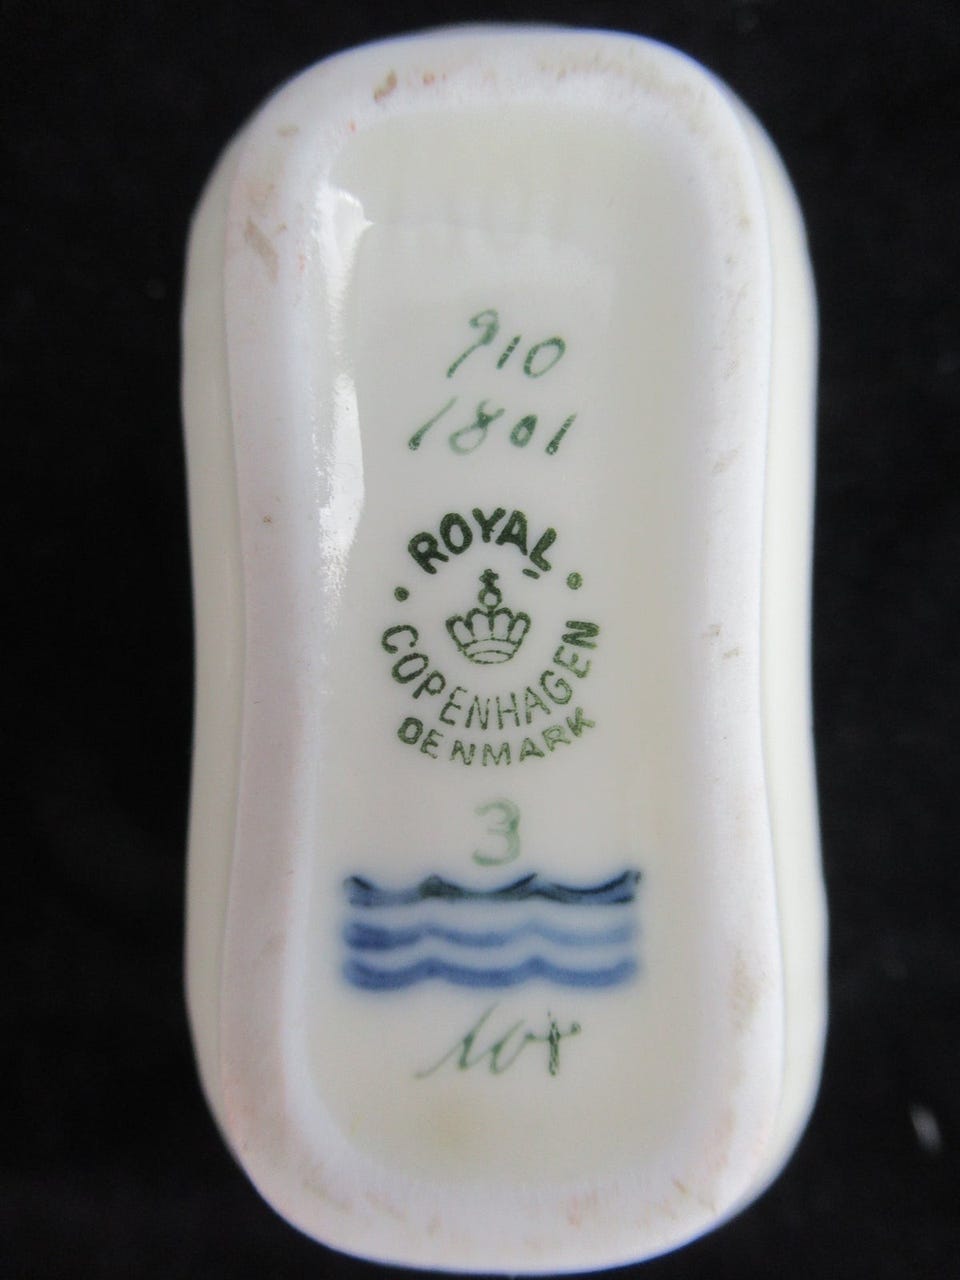 910
1801
ROYAL
COPENHAGEN
DENMARK
3